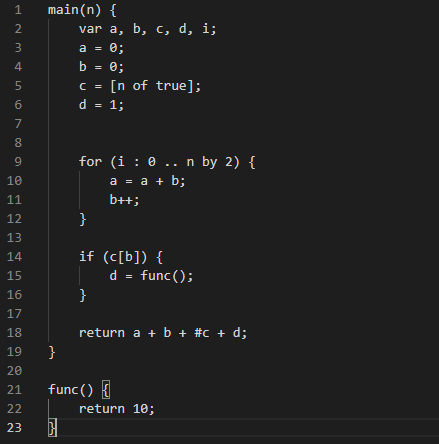 1 main(n) {
2     var a, b, c, d, i;
3     a = 0;
4     b = 0;
5     c = [n of true];
6     d = 1;
7
8
9     for (i : 0 .. n by 2) {
10         a = a + b;
11         b++;
12     }
13
14     if (c[b]) {
15         d = func();
16     }
17
18     return a + b + #c + d;
19 }
20
21 func() {
22     return 10;
23 }